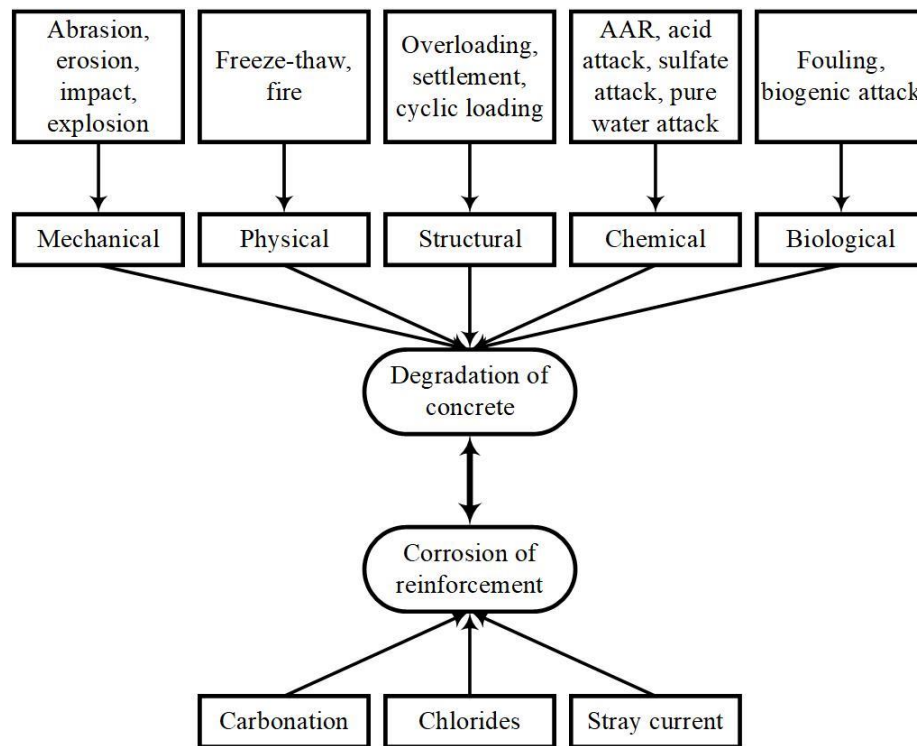 Abrasion,
erosion,
impact,
explosion
Freeze-thaw,
fire
Overloading,
settlement,
cyclic loading
AAR, acid
attack, sulfate
attack, pure
water attack
Fouling,
biogenic attack
Mechanical
Physical
Structural
Chemical
Biological
Degradation of
concrete
Corrosion of
reinforcement
Carbonation
Chlorides
Stray current